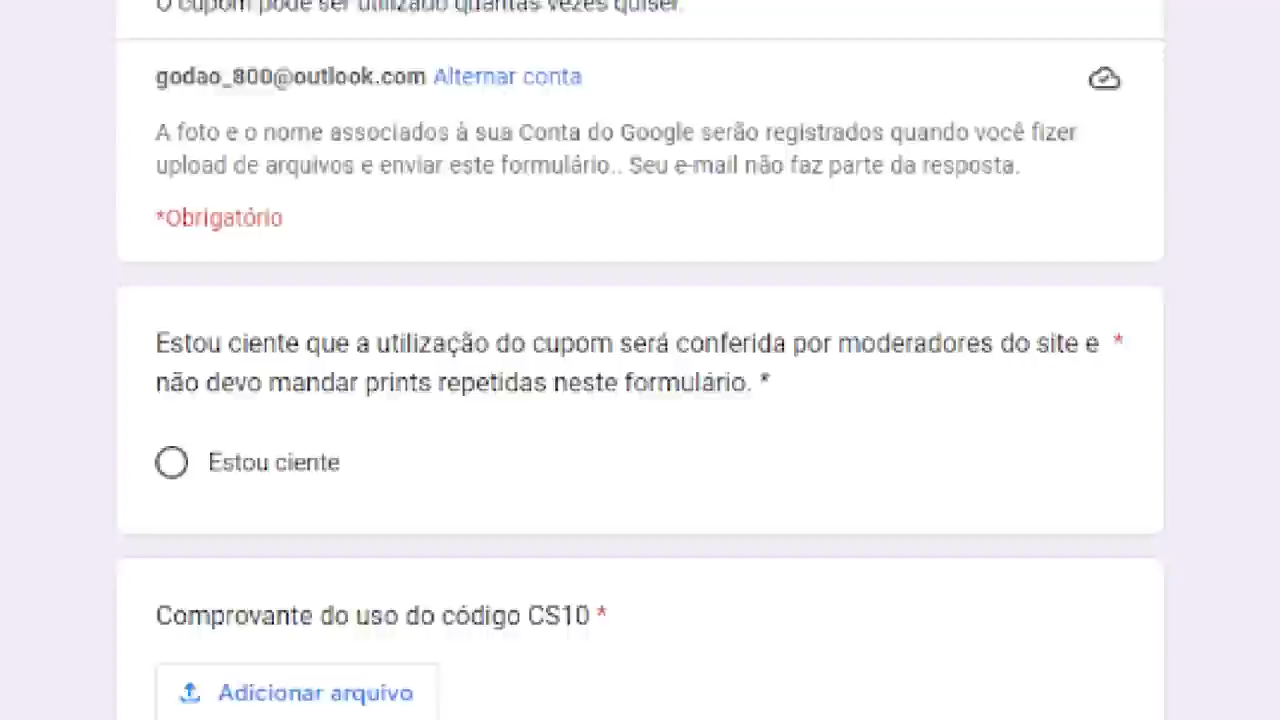 O cupom pode ser utilizado quantas vezes quiser.
godao_800@outlook.com Alternar conta
A foto e o nome associados à sua Conta do Google serão registrados quando você fizer
upload de arquivos e enviar este formulário.. Seu e-mail não faz parte da resposta.
*Obrigatório
Estou ciente que a utilização do cupom será conferida por moderadores do site e *
não devo mandar prints repetidas neste formulário. *
Estou ciente
Comprovante do uso do código CS10 *
Adicionar arquivo